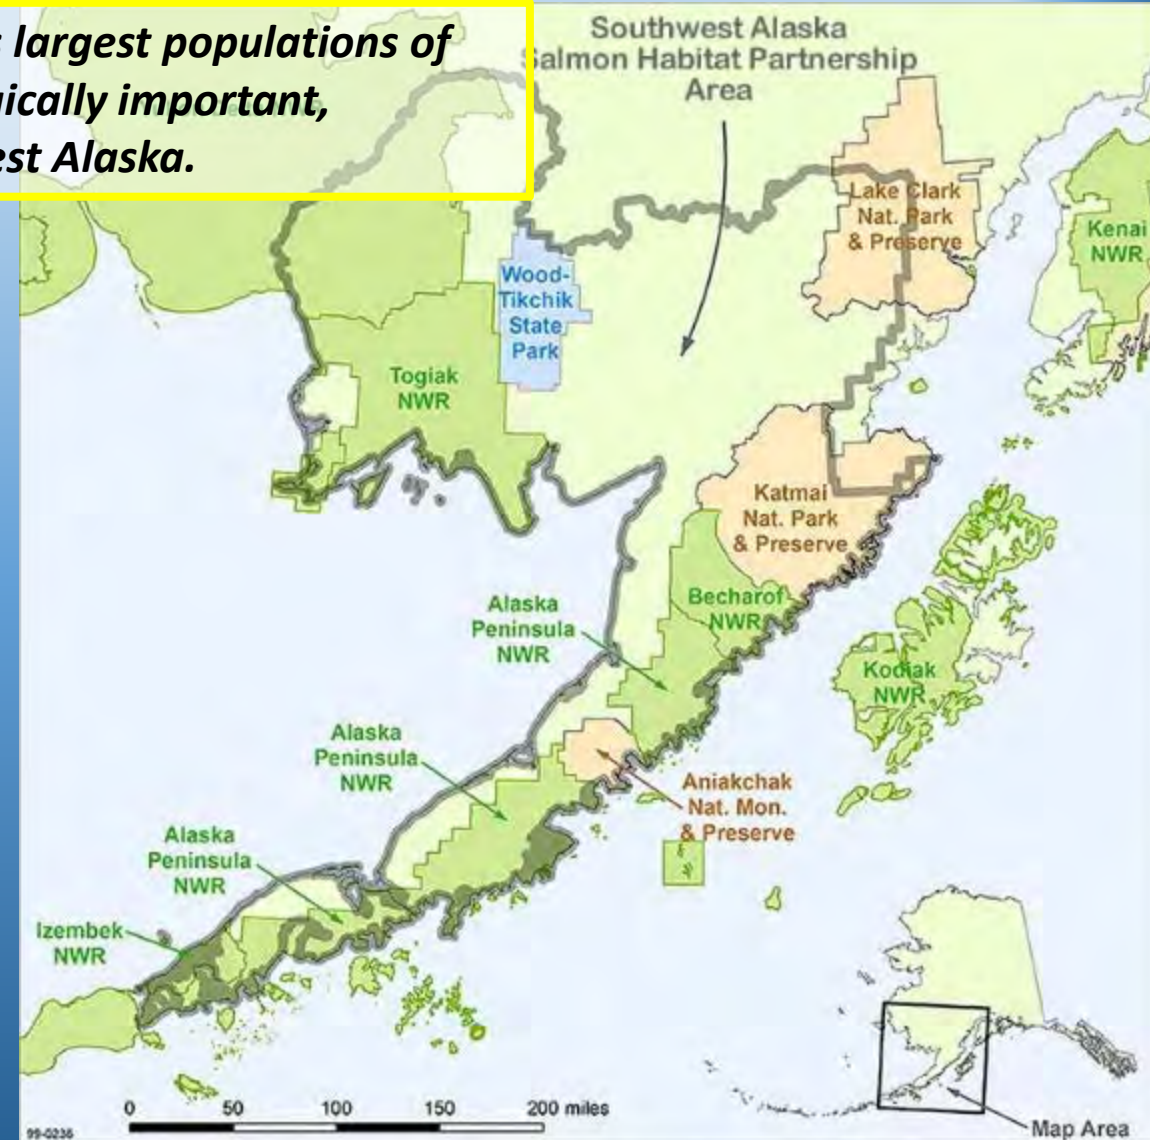 largest populations of
ically important,
est Alaska.
Southwest Alaska
Salmon Habitat Partnership
Area
Lake Clark
Nat. Park
& Preserve
Kenai
NWR
Wood-
Tikchik
State
Park
Togiak
NWR
Katmai
Nat. Park
& Preserve
Becharof
NWR
Alaska
Peninsula
NWR
Kodiak
NWR
Alaska
Peninsula
NWR
Aniakchak
Nat. Mon.
& Preserve
Alaska
Peninsula
NWR
Izembek
NWR
0 50 100 150 200 miles
99-0236
Map Area